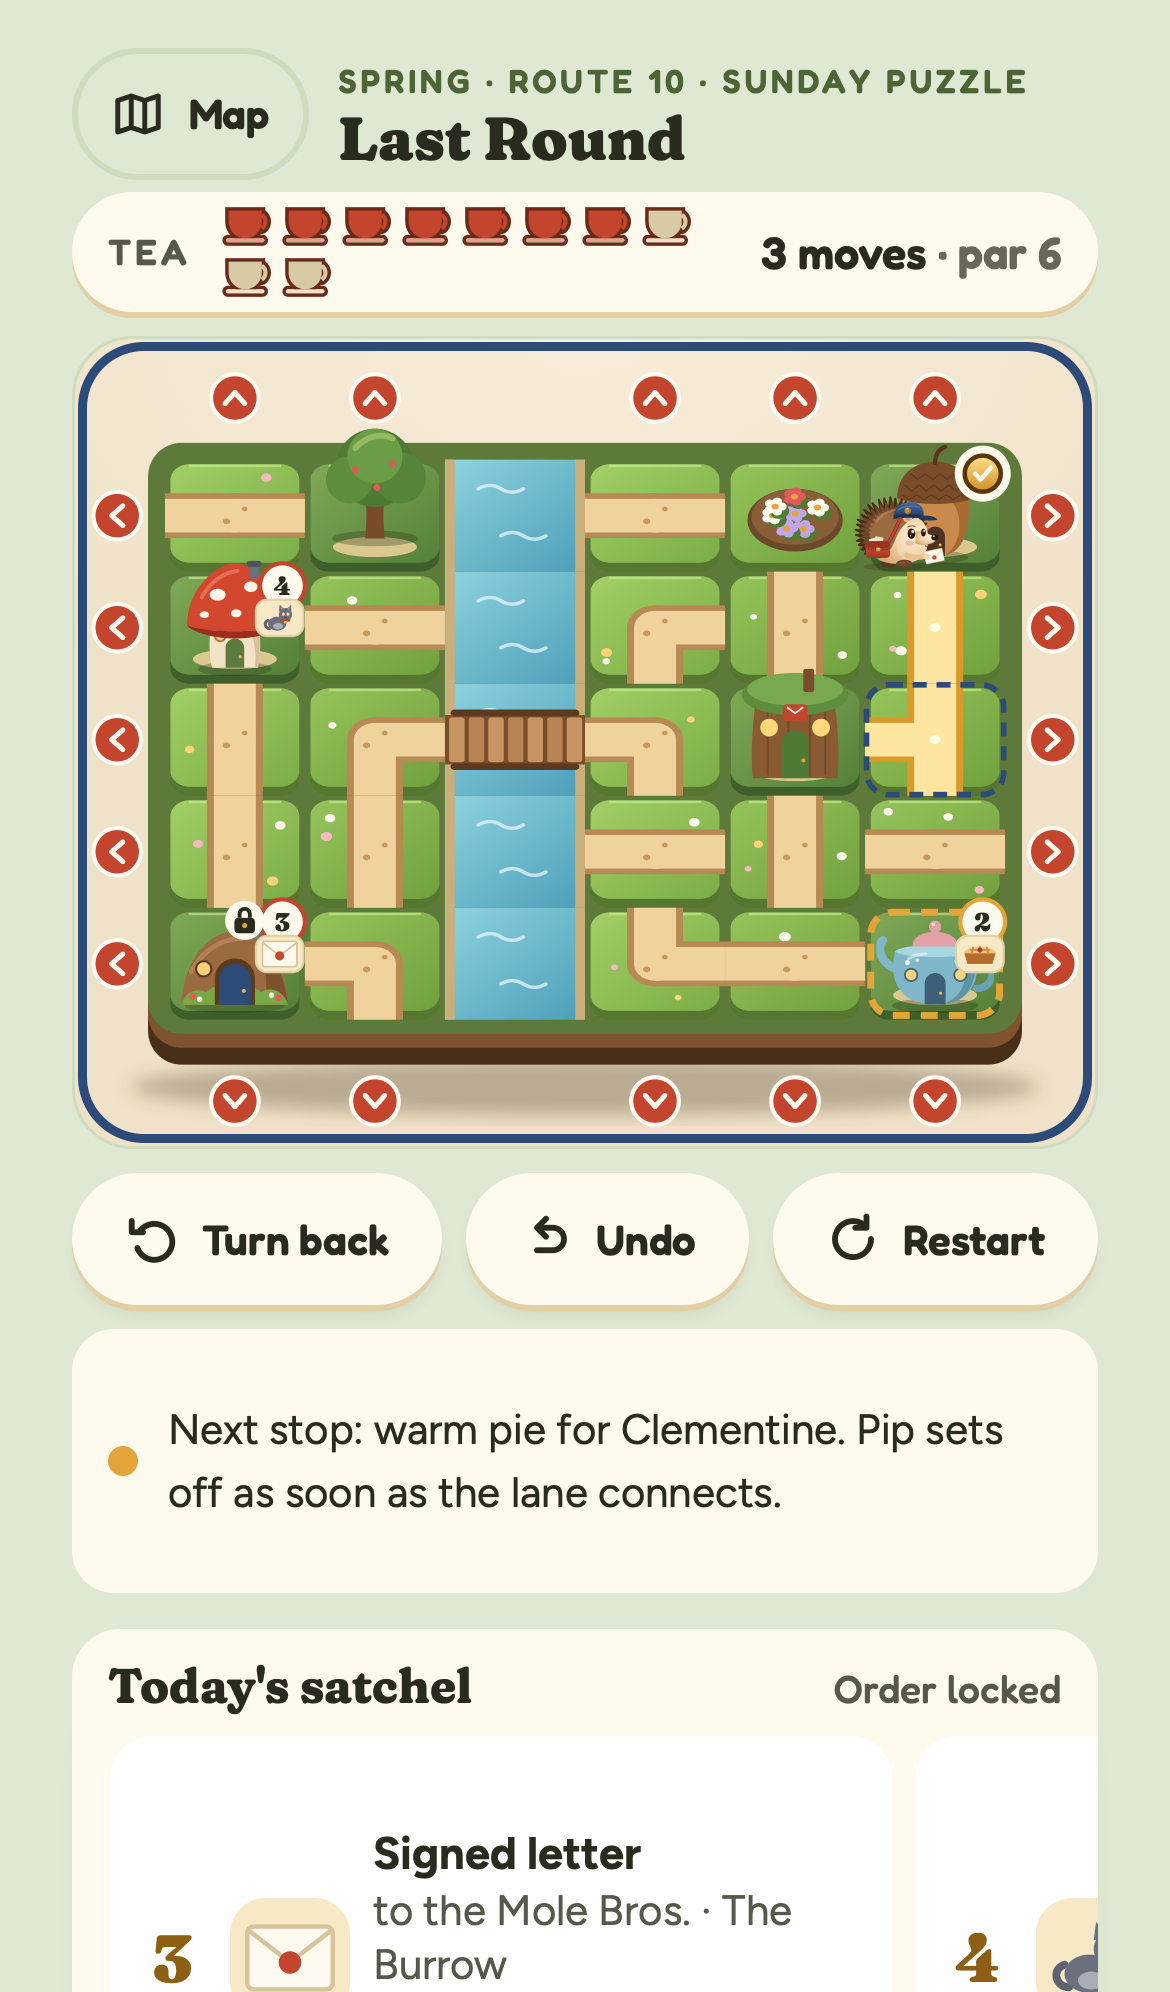 Map
SPRING · ROUTE 10 · SUNDAY PUZZLE
Last Round
TEA
3 moves · par 6
4
3
2
Turn back
Undo
Restart
Next stop: warm pie for Clementine. Pip sets
off as soon as the lane connects.
Today's satchel
Order locked
Signed letter
to the Mole Bros. · The
Burrow
3
4